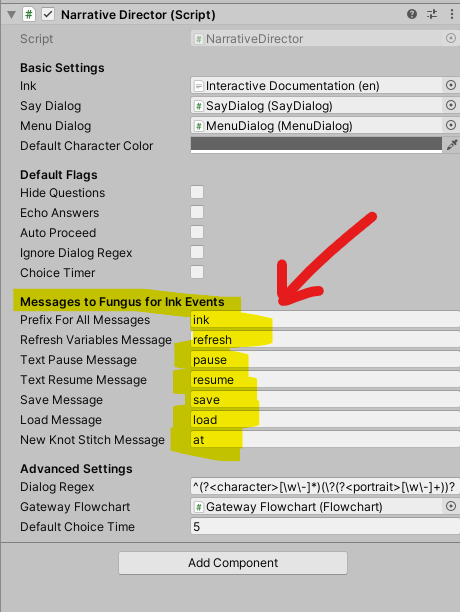 Narrative Director (Script)
Script NarrativeDirector
Basic Settings
Ink Interactive Documentation (en)
Say Dialog SayDialog (SayDialog)
Menu Dialog MenuDialog (MenuDialog)
Default Character Color
Default Flags
Hide Questions
Echo Answers
Auto Proceed
Ignore Dialog Regex
Choice Timer
Messages to Fungus for Ink Events
Prefix For All Messages ink
Refresh Variables Message refresh
Text Pause Message pause
Text Resume Message resume
Save Message save
Load Message load
New Knot Stitch Message at
Advanced Settings
Dialog Regex ^(?<character>[\w\-]*)(\?(?<portrait>[\w\-]+))?
Gateway Flowchart Gateway Flowchart (Flowchart)
Default Choice Time 5
Add Component